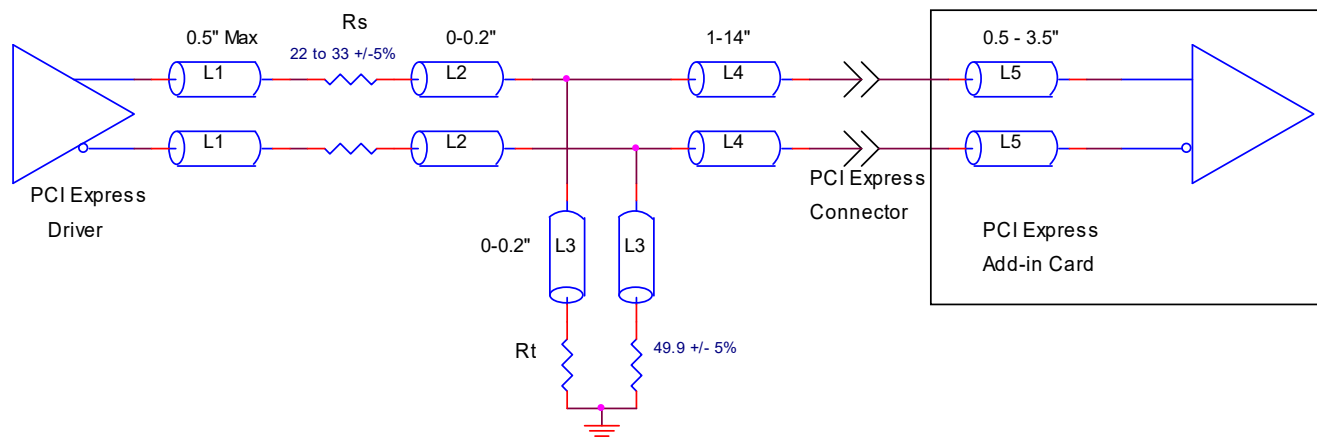 Rs
0.5" Max
22 to 33 +/-5%
0-0.2"
1-14"
0.5 - 3.5"
L1
L2
L4
L5
L1
L2
L4
L5
PCI Express
Driver
PCI Express
Connector
0-0.2"
L3
L3
PCI Express
Add-in Card
Rt
49.9 +/- 5%